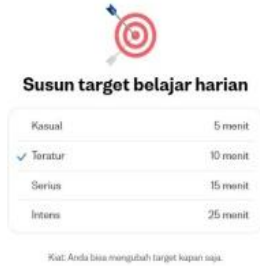 Susun target belajar harian
Kasual 5 menit
Teratur 10 menit
Serius 15 menit
Intens 25 menit
Kiat: Anda bisa mengubah target kapan saja.